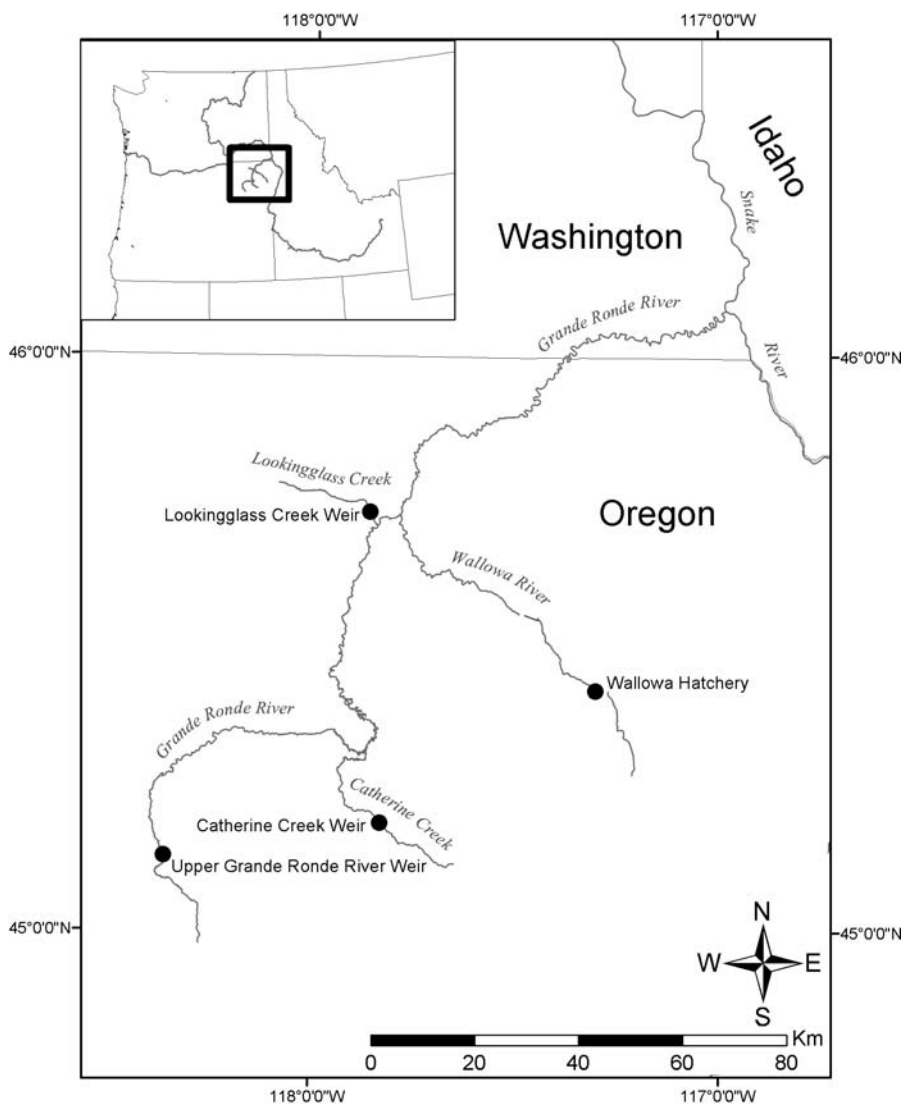 118°0'0"W
117°0'0"W
Idaho
Snake
Washington
Grande Ronde River
River
46°0'0"N
46°0'0"N
Lookingglass Creek
Lookingglass Creek Weir
Oregon
Wallowa River
Wallowa Hatchery
Grande Ronde River
Catherine Creek
Catherine Creek Weir
Upper Grande Ronde River Weir
45°0'0"N
45°0'0"N
N
W
E
S
Km
0 20 40 60 80
118°0'0"W
117°0'0"W